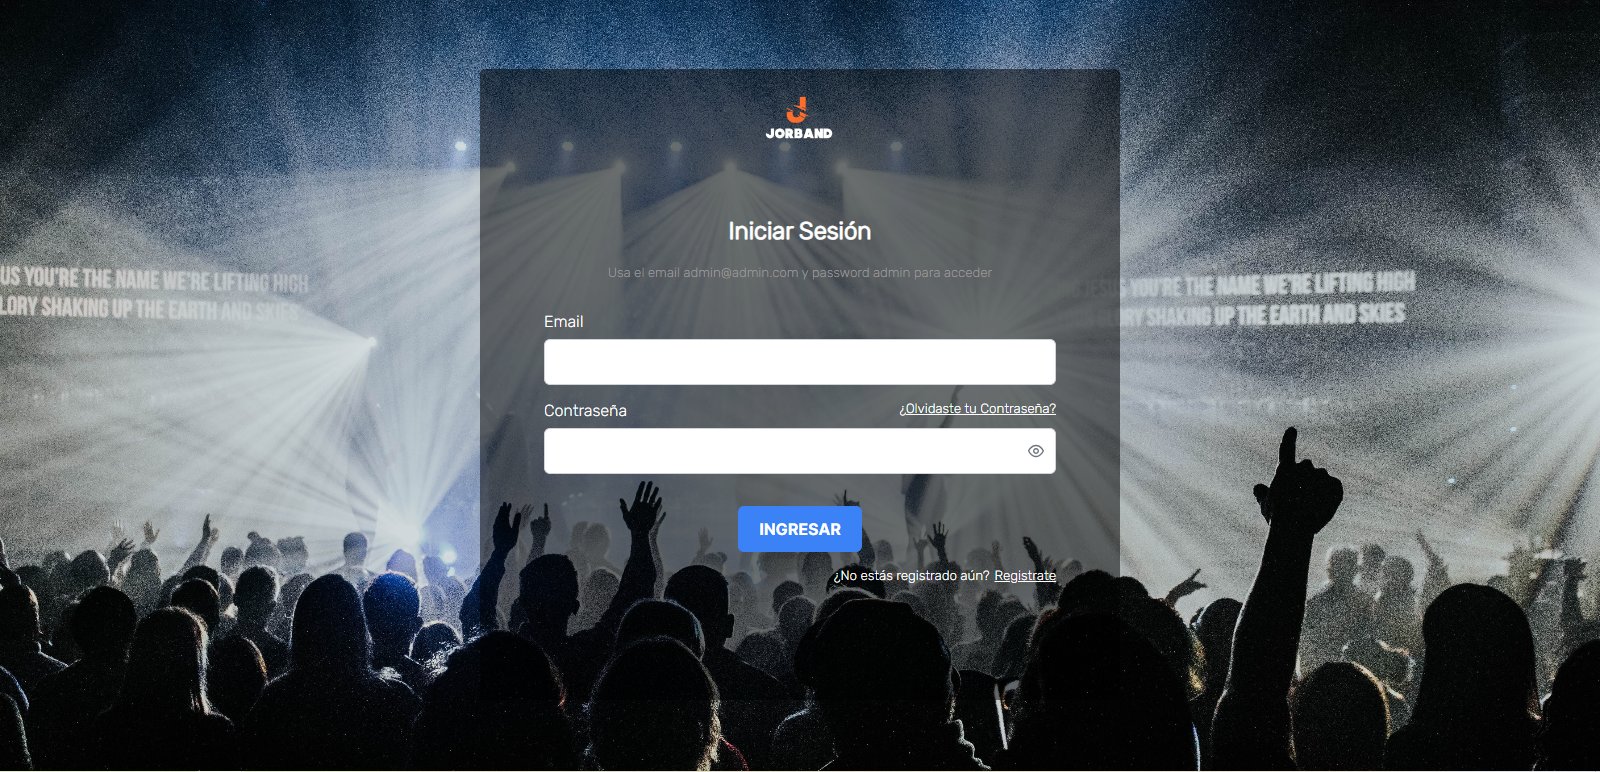 JORBAND
Iniciar Sesión
Usa el email admin@admin.com y password admin para acceder
US YOU'RE THE NAME WE'RE LIFTING HIGH
LORY SHAKING UP THE EARTH AND SKIES
JESUS YOU'RE THE NAME WE'RE LIFTING HIGH
GLORY SHAKING UP THE EARTH AND SKIES
Email
Contraseña
¿Olvidaste tu Contraseña?
INGRESAR
¿No estás registrado aún? Registrate